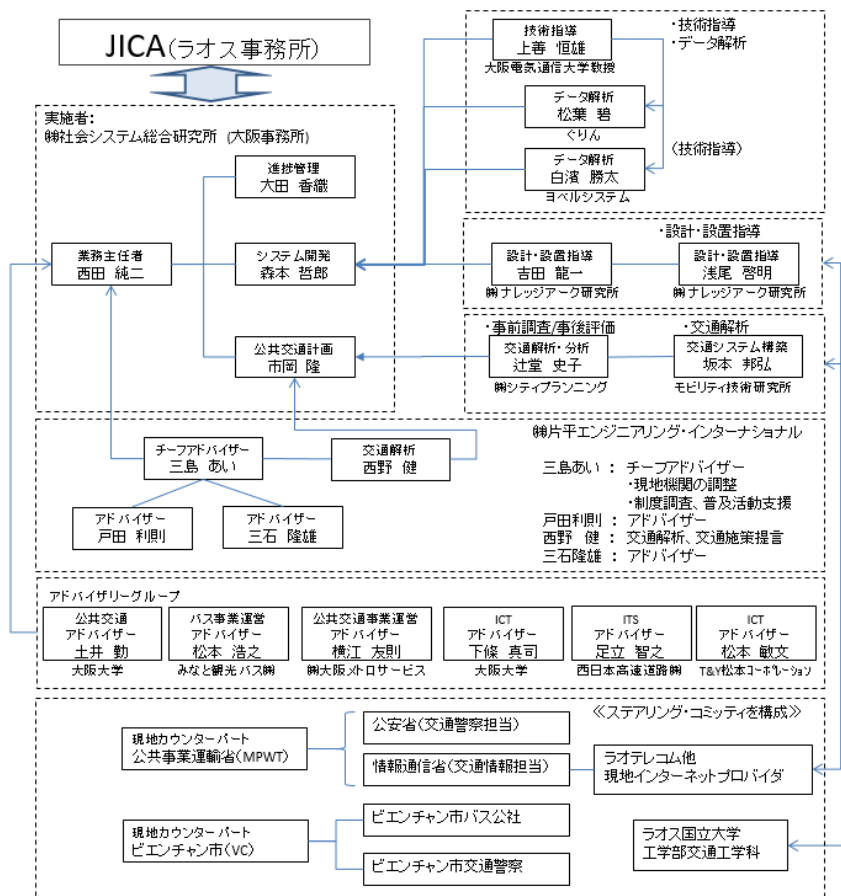 JICA(ラオス事務所)
実施者:
㈱社会システム総合研究所 (大阪事務所)
進捗管理
大田 香織
業務主任者
西田 純二
システム開発
森本 哲郎
公共交通計画
市岡 隆
技術指導
上善 恒雄
大阪電気通信大学教授
・技術指導
・データ解析
データ解析
松葉 碧
ぐりん
(技術指導)
データ解析
白濱 勝太
ヨベルシステム
・設計・設置指導
設計・設置指導
吉田 龍一
㈱ナレッジアーク研究所
設計・設置指導
浅尾 啓明
㈱ナレッジアーク研究所
・事前調査/事後評価
・交通解析
交通解析・分析
辻堂 史子
㈱シティプランニング
交通システム構築
坂本 邦弘
モビリティ技術研究所
㈱片平エンジニアリング・インターナショナル
チーフアドバイザー
三島 あい
交通解析
西野 健
アドバイザー
戸田 利則
アドバイザー
三石 隆雄
三島あい : チーフアドバイザー
・現地機関の調整
・制度調査、普及活動支援
戸田利則 : アドバイザー
西野 健 : 交通解析、交通施策提言
三石隆雄 : アドバイザー
アドバイザリーグループ
公共交通
アドバイザー
土井 勤
大阪大学
バス事業運営
アドバイザー
松本 浩之
みなと観光バス㈱
公共交通事業運営
アドバイザー
横江 友則
㈱大阪メトロサービス
ICT
アドバイザー
下條 真司
大阪大学
ITS
アドバイザー
足立 智之
西日本高速道路㈱
ICT
アドバイザー
松本 敏文
T&Y松本コーポレーション
≪ステアリング・コミッティを構成≫
現地カウンターパート
公共事業運輸省(MPWT)
公安省(交通警察担当)
情報通信省(交通情報担当)
ラオテレコム他
現地インターネットプロバイダ
現地カウンターパート
ビエンチャン市(VC)
ビエンチャン市バス公社
ビエンチャン市交通警察
ラオス国立大学
工学部交通工学科